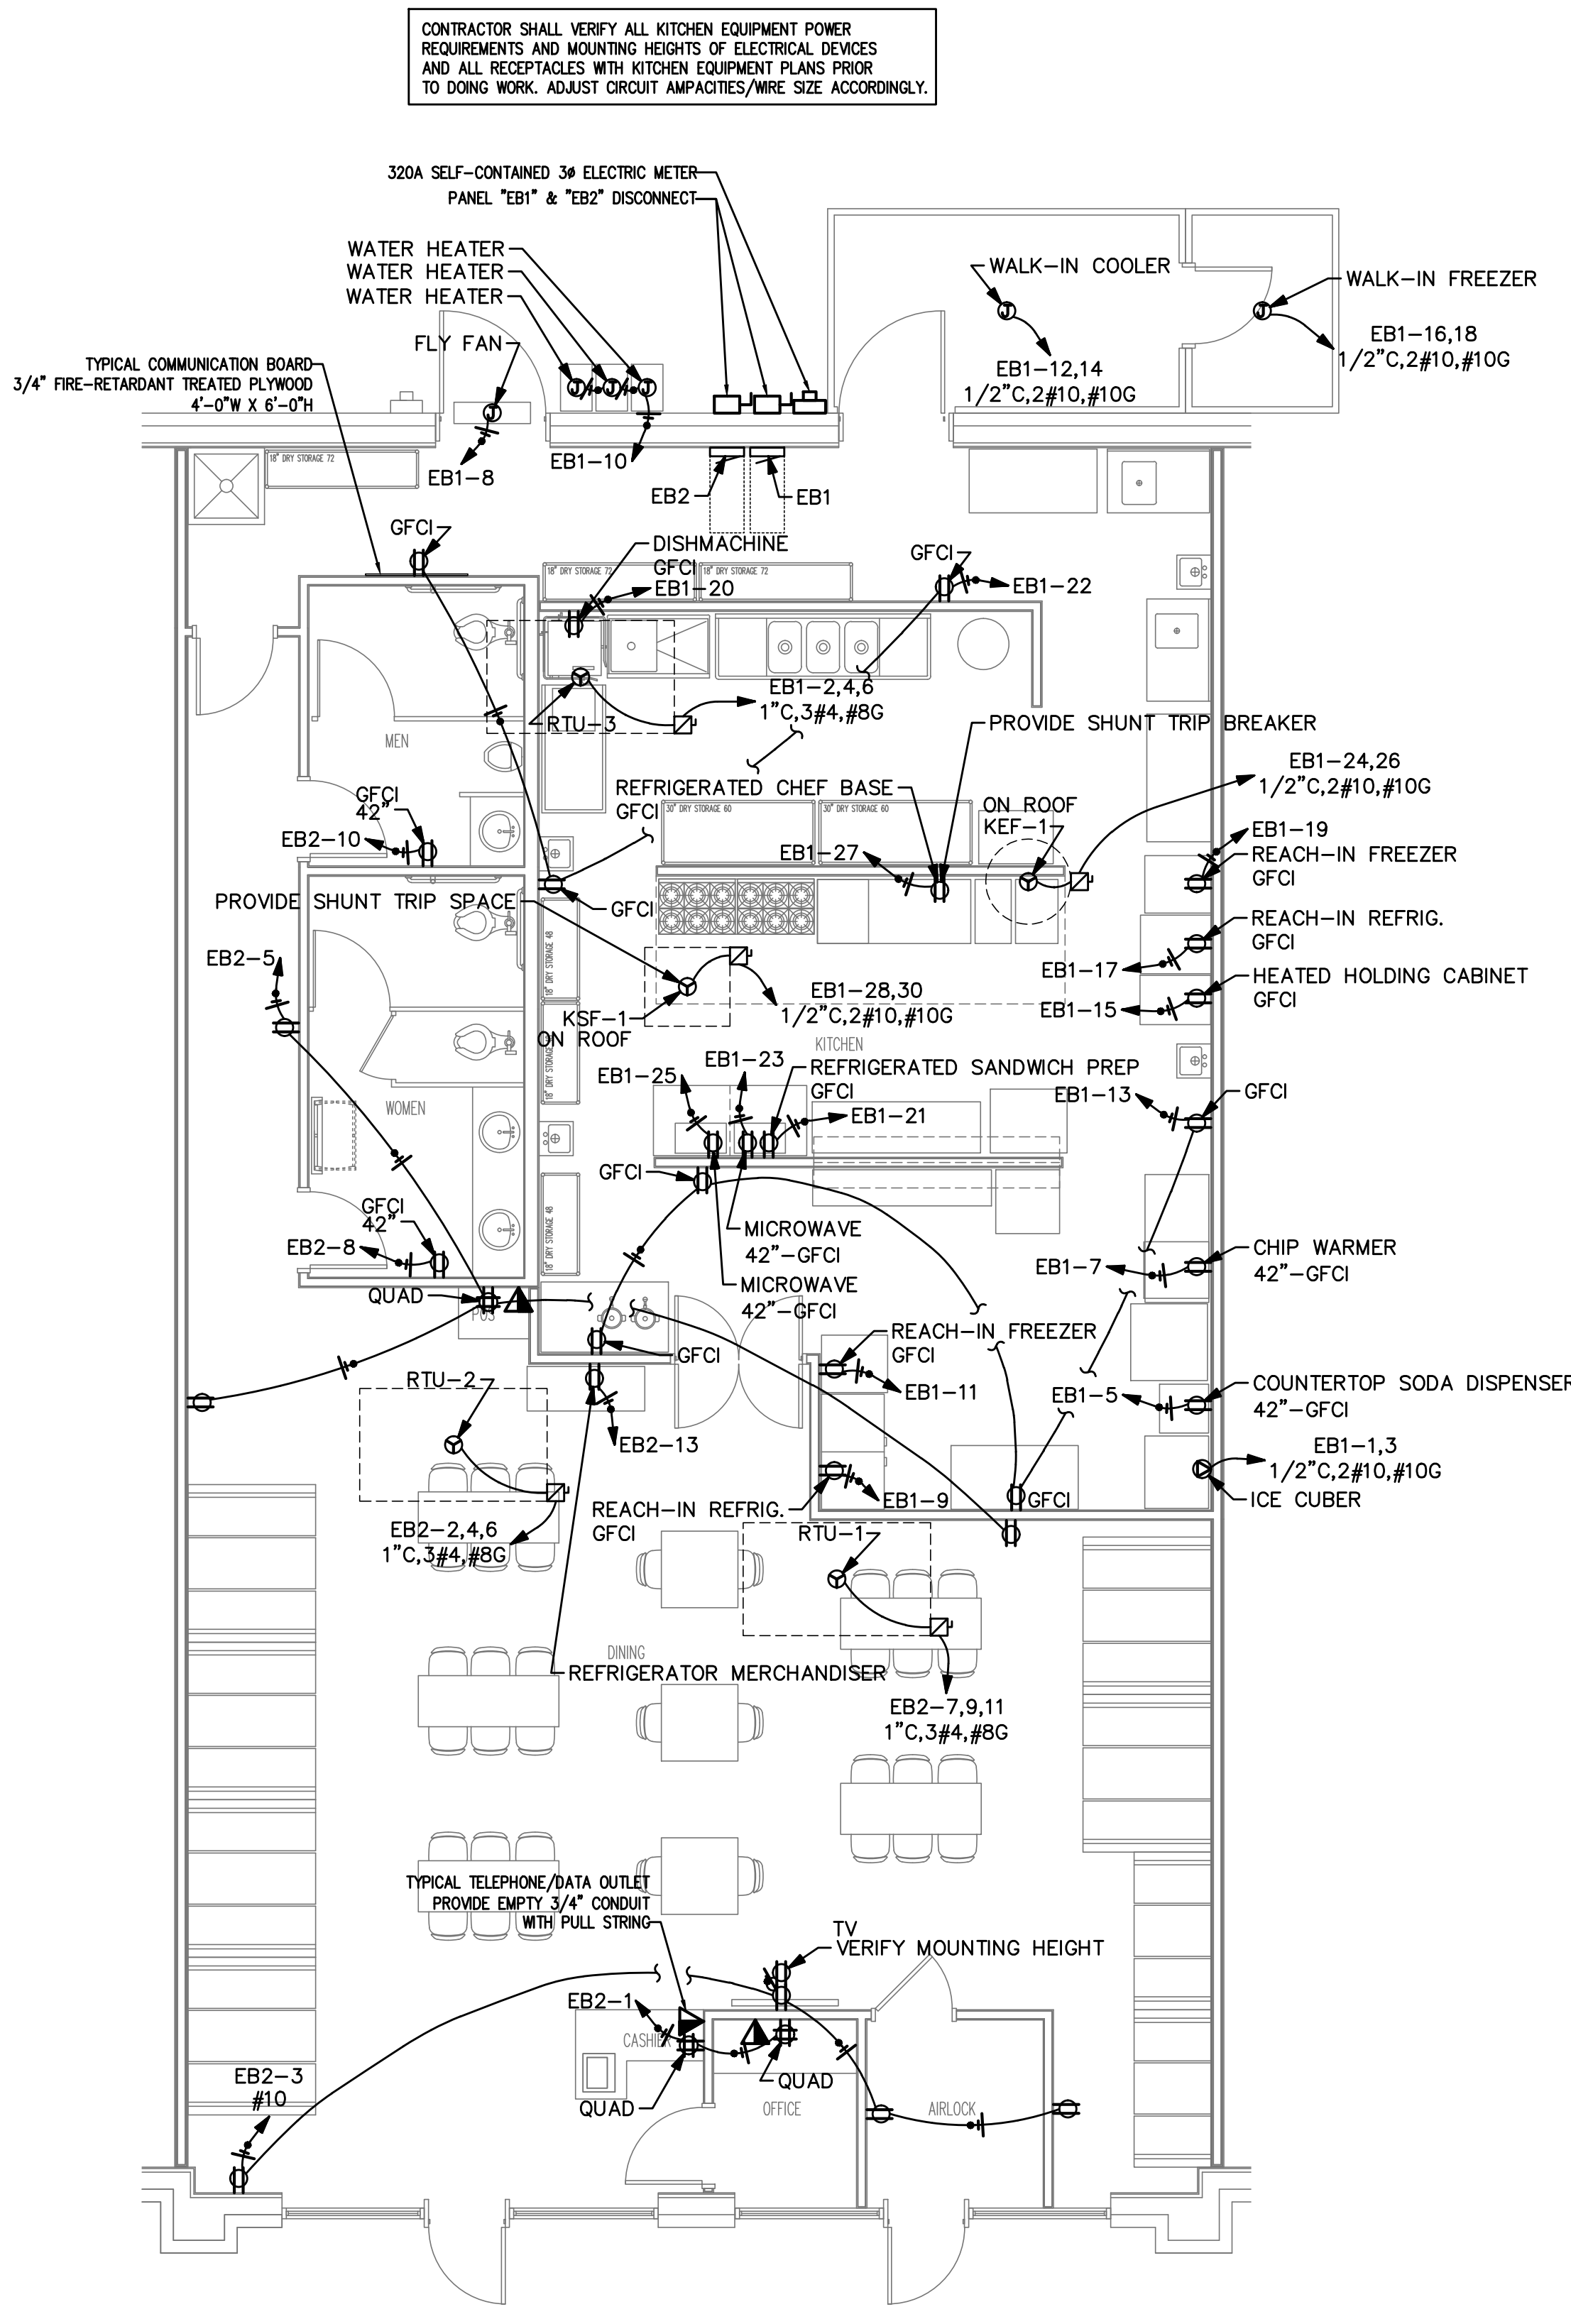 CONTRACTOR SHALL VERIFY ALL KITCHEN EQUIPMENT POWER
REQUIREMENTS AND MOUNTING HEIGHTS OF ELECTRICAL DEVICES
AND ALL RECEPTACLES WITH KITCHEN EQUIPMENT PLANS PRIOR
TO DOING WORK. ADJUST CIRCUIT AMPACITIES/WIRE SIZE ACCORDINGLY.
320A SELF-CONTAINED 3ø ELECTRIC METER
PANEL "EB1" & "EB2" DISCONNECT
WATER HEATER
WATER HEATER
WATER HEATER
FLY FAN
WALK-IN COOLER
WALK-IN FREEZER
J
J
J
J
J
J
EB1-16,18
1/2"C,2#10,#10G
EB1-12,14
1/2"C,2#10,#10G
TYPICAL COMMUNICATION BOARD
3/4" FIRE-RETARDANT TREATED PLYWOOD
4'-0"W X 6'-0"H
18" DRY STORAGE 72
EB1-8
EB1-10
EB2
EB1
GFCI
DISHMACHINE
GFCI
EB1-20
18" DRY STORAGE 72
18" DRY STORAGE 72
GFCI
EB1-22
EB1-2,4,6
1"C,3#4,#8G
RTU-3
MEN
PROVIDE SHUNT TRIP BREAKER
EB1-24,26
1/2"C,2#10,#10G
REFRIGERATED CHEF BASE
GFCI
30" DRY STORAGE 60
30" DRY STORAGE 60
ON ROOF
KEF-1
GFCI
42"
EB2-10
EB1-27
EB1-19
REACH-IN FREEZER
GFCI
PROVIDE SHUNT TRIP SPACE
GFCI
REACH-IN REFRIG.
GFCI
EB1-17
18" DRY STORAGE 48
EB2-5
HEATED HOLDING CABINET
GFCI
EB1-15
EB1-28,30
1/2"C,2#10,#10G
KSF-1
ON ROOF
18" DRY STORAGE 48
KITCHEN
EB1-23
EB1-25
REFRIGERATED SANDWICH PREP
GFCI
EB1-21
EB1-13
GFCI
WOMEN
GFCI
18" DRY STORAGE 48
GFCI
42"
EB2-8
MICROWAVE
42"-GFCI
MICROWAVE
42"-GFCI
EB1-7
CHIP WARMER
42"-GFCI
QUAD
POS
GFCI
REACH-IN FREEZER
GFCI
EB1-11
RTU-2
EB1-5
COUNTERTOP SODA DISPENSER
42"-GFCI
EB2-13
EB1-1,3
1/2"C,2#10,#10G
ICE CUBER
REACH-IN REFRIG.
GFCI
EB1-9
GFCI
EB2-2,4,6
1"C,3#4,#8G
RTU-1
DINING
REFRIGERATOR MERCHANDISER
EB2-7,9,11
1"C,3#4,#8G
TYPICAL TELEPHONE/DATA OUTLET
PROVIDE EMPTY 3/4" CONDUIT
WITH PULL STRING
TV
VERIFY MOUNTING HEIGHT
EB2-1
CASHIER
EB2-3
#10
QUAD
QUAD
OFFICE
AIRLOCK